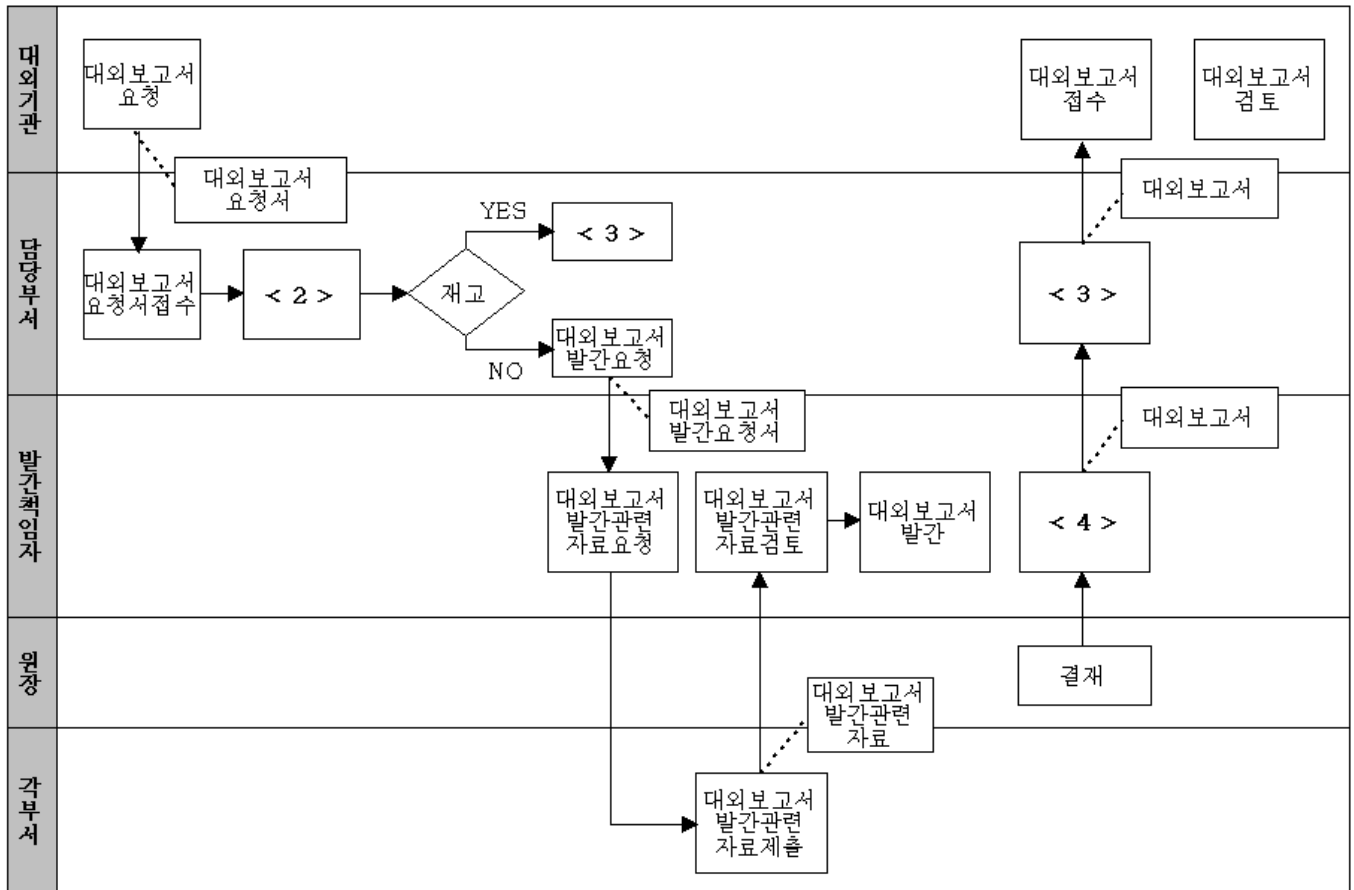 대외기관
대외보고서
요청
대외보고서
접수
대외보고서
검토
대외보고서
요청서
대외보고서
담당부서
대외보고서
요청서접수
< 2 >
재고
YES
< 3 >
NO
대외보고서
발간요청
< 3 >
대외보고서
발간요청서
대외보고서
발간책임자
대외보고서
발간관련
자료요청
대외보고서
발간관련
자료검토
대외보고서
발간
< 4 >
원장
결재
대외보고서
발간관련
자료
각부서
대외보고서
발간관련
자료제출